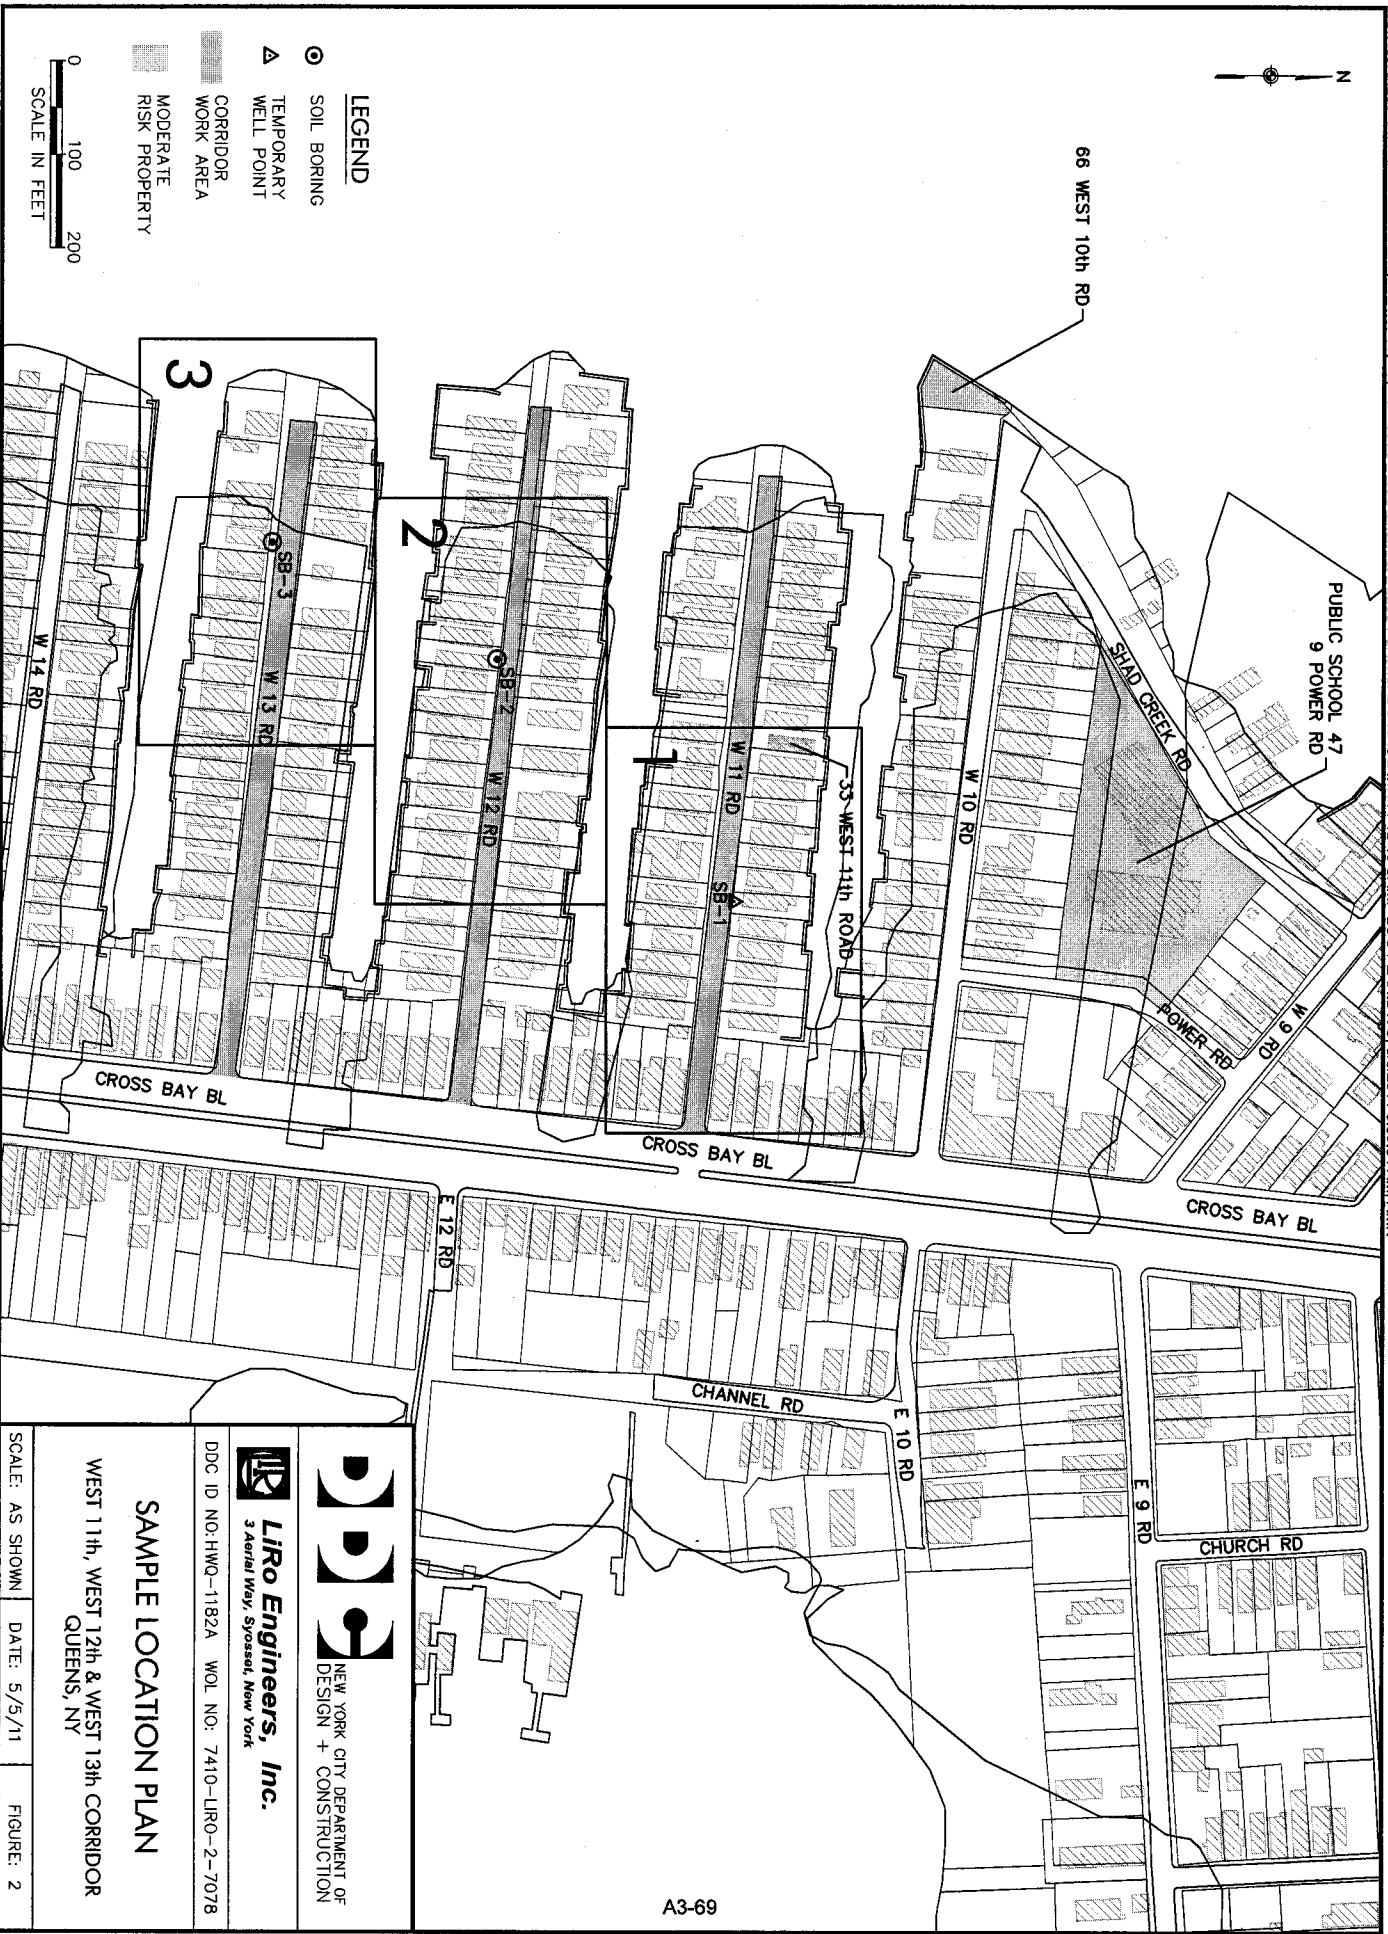 N
66 WEST 10th RD
PUBLIC SCHOOL 47
9 POWER RD
SHAD CREEK RD
W 9 RD
POWER RD
W 10 RD
33 WEST 11th ROAD
W 11 RD
SB-1
1
SB-2
W 12 RD
2
SB-3
W 13 RD
3
W 14 RD
CROSS BAY BL
CROSS BAY BL
CROSS BAY BL
E 12 RD
CHANNEL RD
E 10 RD
E 9 RD
CHURCH RD
LEGEND
SOIL BORING
TEMPORARY
WELL POINT
CORRIDOR
WORK AREA
MODERATE
RISK PROPERTY
0 100 200
SCALE IN FEET
DDC
NEW YORK CITY DEPARTMENT OF
DESIGN + CONSTRUCTION
LiRo Engineers, Inc.
3 Aerial Way, Syosset, New York
DDC ID NO:HWQ-1182A WOL NO: 7410-LIRO-2-7078
SAMPLE LOCATION PLAN
WEST 11th, WEST 12th & WEST 13th CORRIDOR
QUEENS, NY
SCALE: AS SHOWN DATE: 5/5/11 FIGURE: 2
A3-69